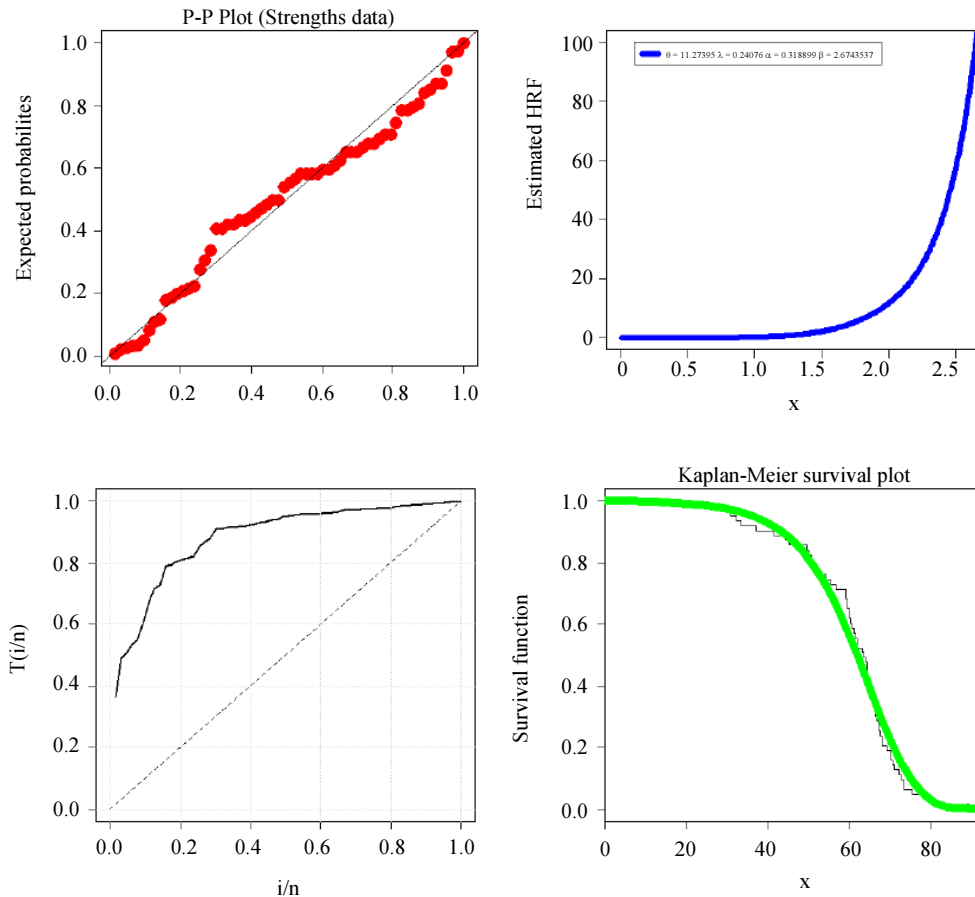 P-P Plot (Strengths data)
Expected probabilites
1.0
0.8
0.6
0.4
0.2
0.0
0.0 0.2 0.4 0.6 0.8 1.0
Estimated HRF
100
80
60
40
20
0
θ = 11.27395 λ = 0.24076 α = 0.318899 β = 2.6743537
0 0.5 1.0 1.5 2.0 2.5
x
T(i/n)
1.0
0.8
0.6
0.4
0.2
0.0
0.0 0.2 0.4 0.6 0.8 1.0
i/n
Kaplan-Meier survival plot
Survival function
1.0
0.8
0.6
0.4
0.2
0.0
0 20 40 60 80
x